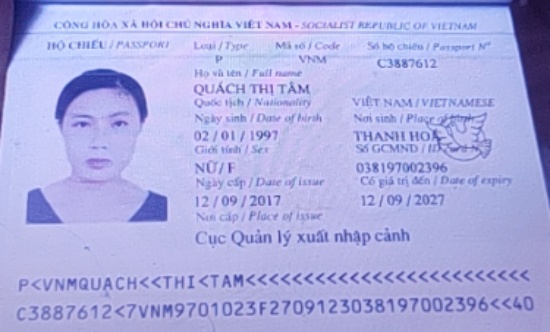 CỘNG HÒA XÃ HỘI CHỦ NGHĨA VIỆT NAM - SOCIALIST REPUBLIC OF VIETNAM
HỘ CHIẾU / PASSPORT Loại / Type Mã số / Code Số hộ chiếu / Passport Nº
P VNM C3887612
Họ và tên / Full name
QUÁCH THỊ TÂM
Quốc tịch / Nationality VIỆT NAM / VIETNAMESE
Ngày sinh / Date of birth Nơi sinh / Place of birth
02 / 01 / 1997 THANH HOÁ
Giới tính / Sex Số GCMND /
NỮ / F 038197002396
Ngày cấp / Date of issue Có giá trị đến / Date of expiry
12 / 09 / 2017 12 / 09 / 2027
Nơi cấp / Place of issue
Cục Quản lý xuất nhập cảnh
P<VNMQUACH<<THI<TAM<<<<<<<<<<<<<<<<<<<<<<<<<
C3887612<7VNM9701023F2709123038197002396<<40